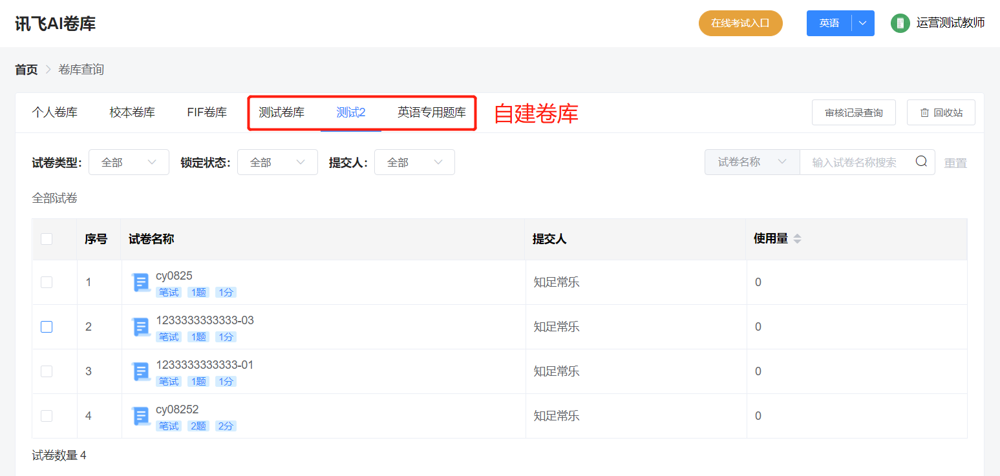 讯飞AI卷库
在线考试入口 英语 运营测试教师
首页 卷库查询
个人卷库 校本卷库 FIF卷库 测试卷库 测试2 英语专用题库 自建卷库 审核记录查询 回收站
试卷类型: 全部 锁定状态: 全部 提交人: 全部 试卷名称 输入试卷名称搜索 重置
全部试卷
序号 试卷名称 提交人 使用量
1 cy0825 知足常乐 0
笔试 1题 1分
2 1233333333333-03 知足常乐 0
笔试 1题 1分
3 1233333333333-01 知足常乐 0
笔试 1题 1分
4 cy08252 知足常乐 0
笔试 2题 2分
试卷数量 4